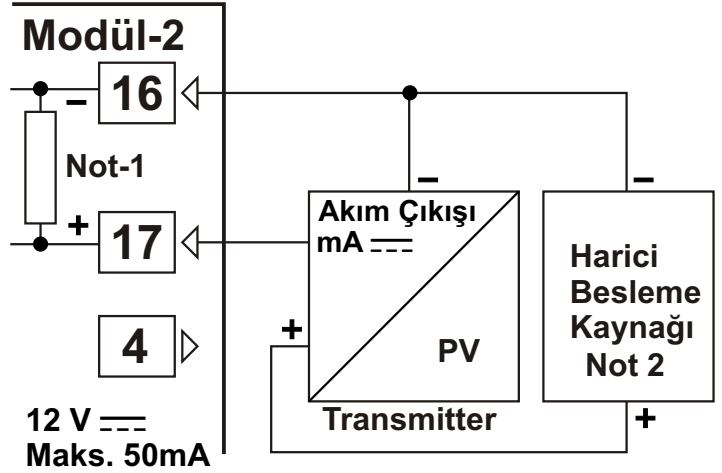 Modül-2
– 16
Not-1
+ 17
4
12 V
Maks. 50mA
–
Akım Çıkışı
mA
+
PV
Transmitter
–
Harici
Besleme
Kaynağı
Not 2
+